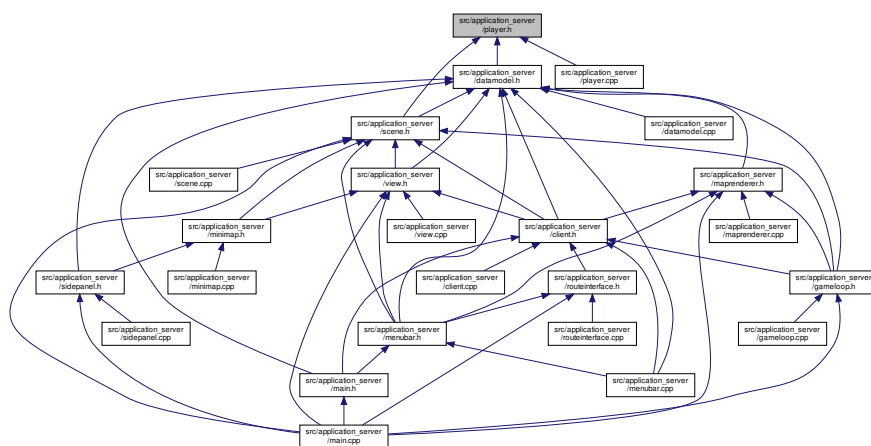 src/application_server
/player.h
src/application_server
/datamodel.h
src/application_server
/player.cpp
src/application_server
/scene.h
src/application_server
/datamodel.cpp
src/application_server
/scene.cpp
src/application_server
/view.h
src/application_server
/maprenderer.h
src/application_server
/minimap.h
src/application_server
/view.cpp
src/application_server
/client.h
src/application_server
/maprenderer.cpp
src/application_server
/sidepanel.h
src/application_server
/minimap.cpp
src/application_server
/client.cpp
src/application_server
/routeinterface.h
src/application_server
/gameloop.h
src/application_server
/sidepanel.cpp
src/application_server
/menubar.h
src/application_server
/routeinterface.cpp
src/application_server
/gameloop.cpp
src/application_server
/main.h
src/application_server
/menubar.cpp
src/application_server
/main.cpp